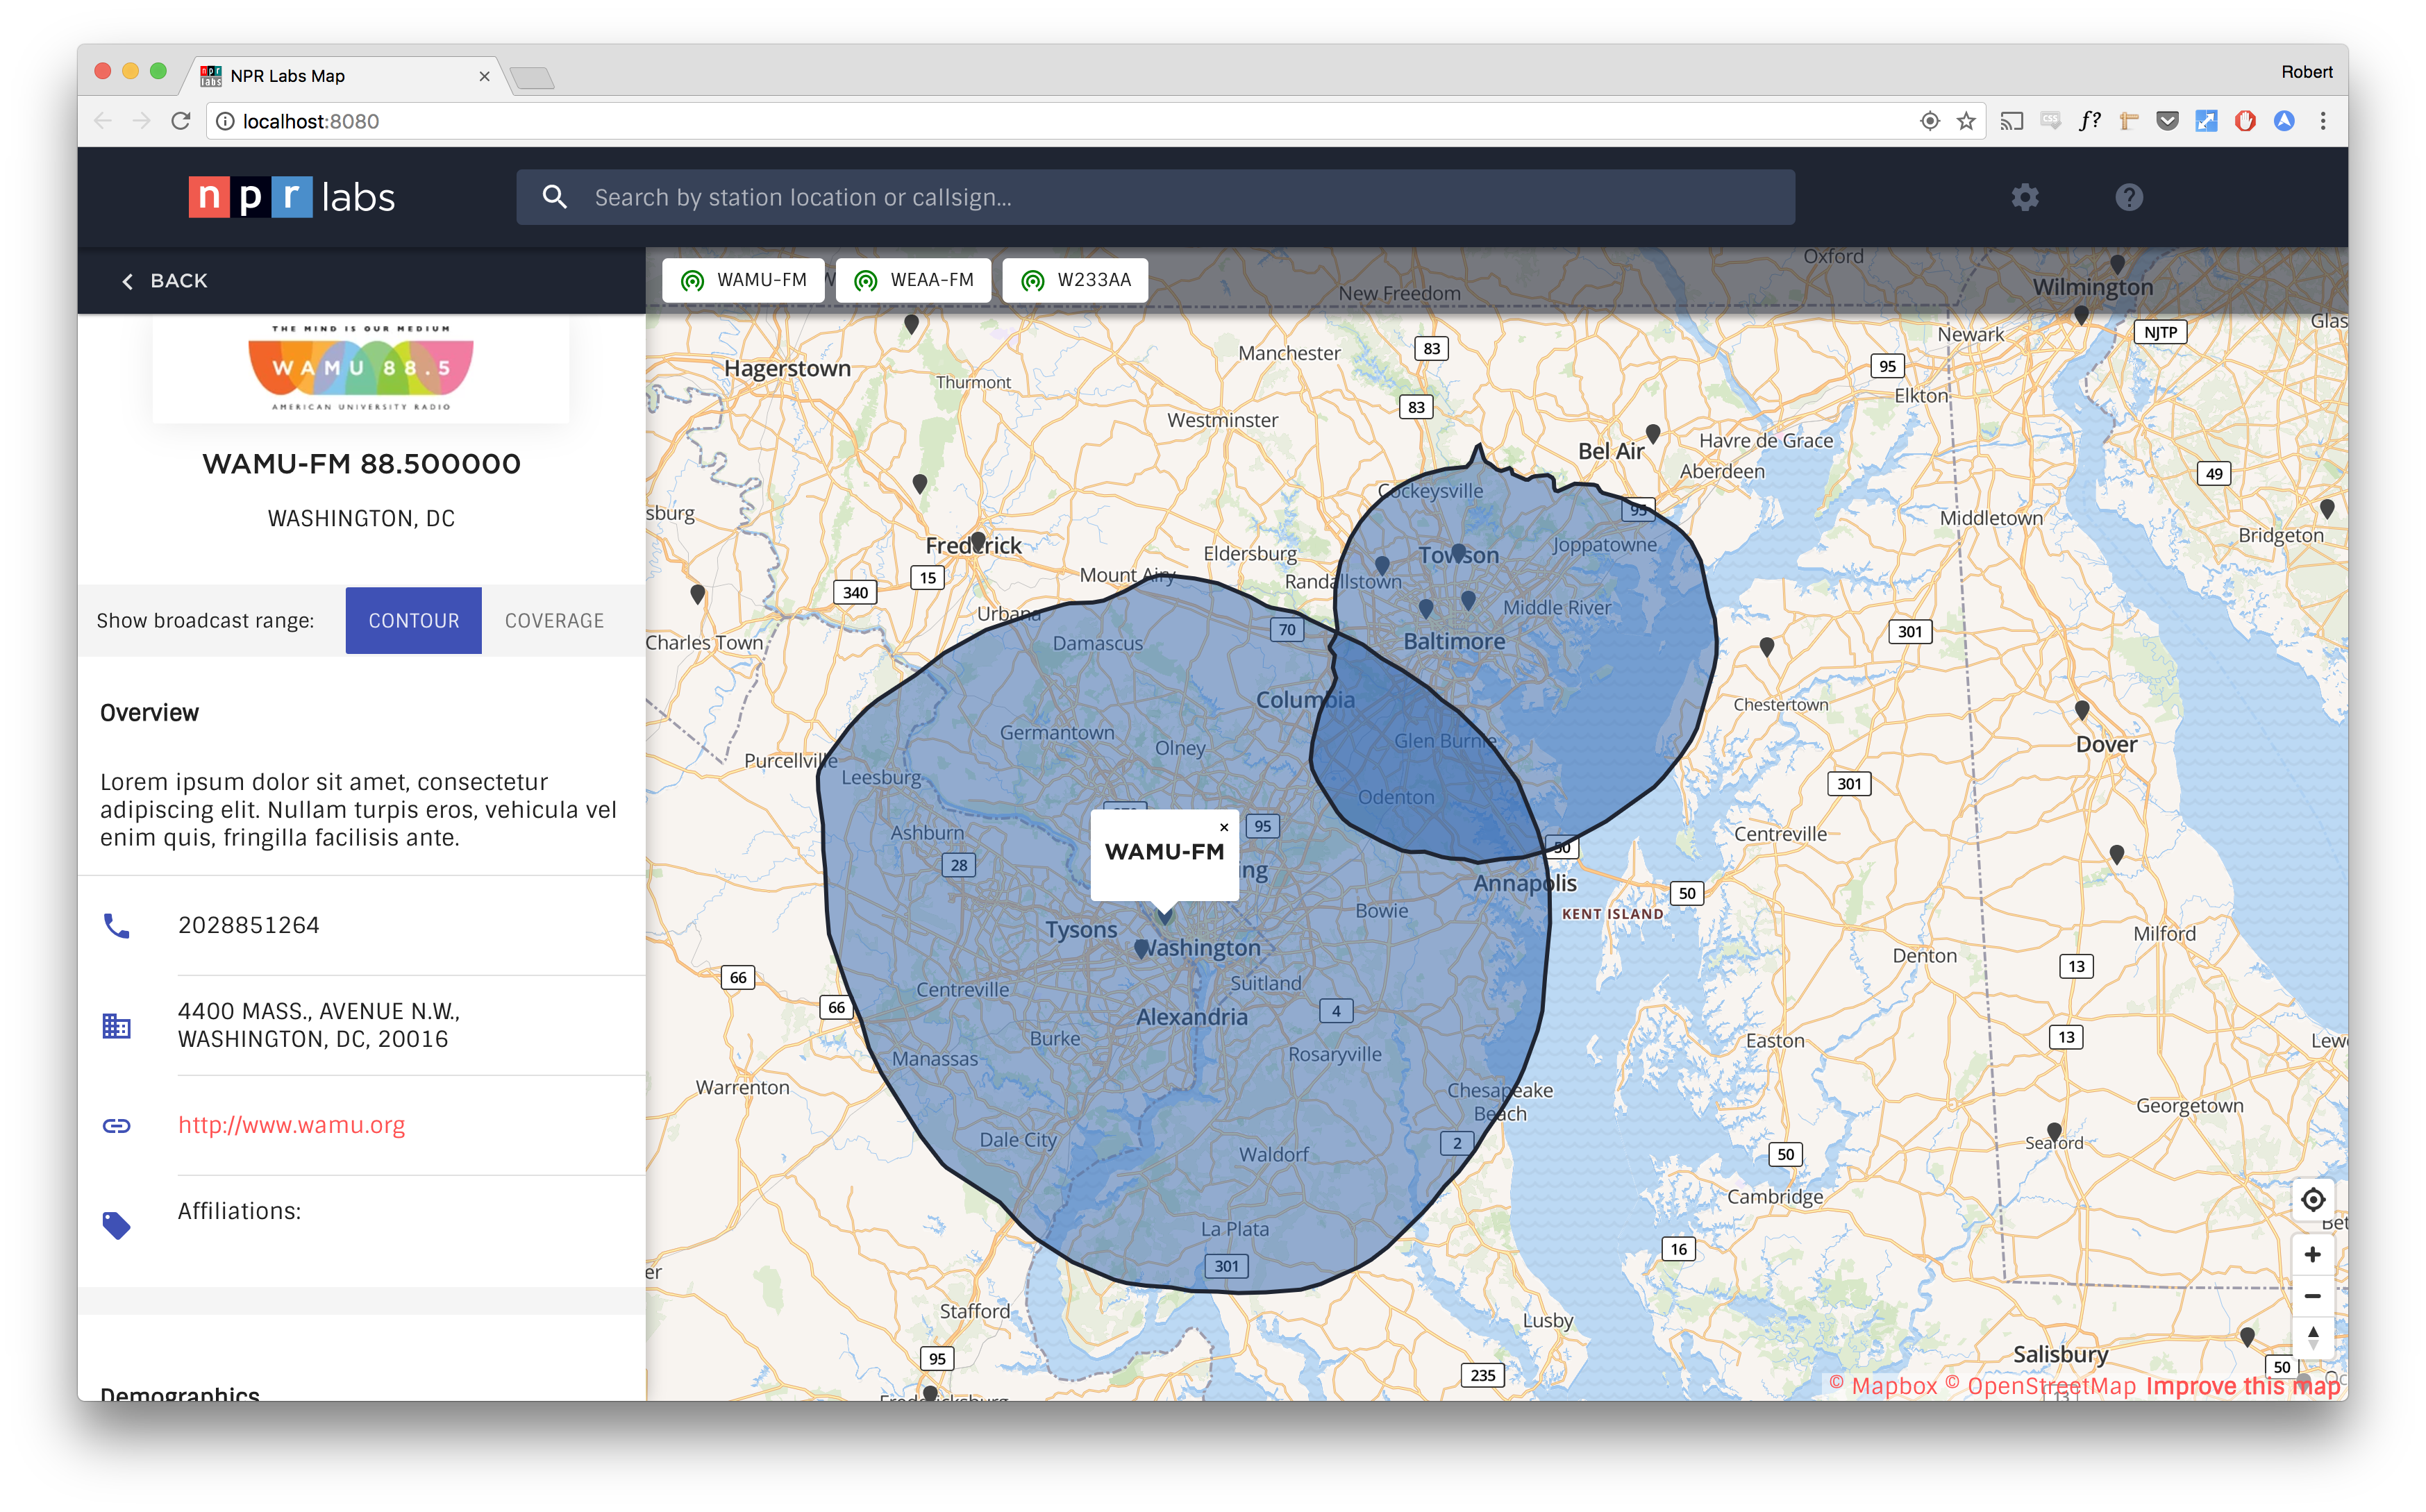 NPR Labs Map
Robert
localhost:8080
npr labs
Search by station location or callsign...
BACK
WAMU-FM
WEAA-FM
W233AA
THE MIND IS OUR MEDIUM
WAMU 88.5
AMERICAN UNIVERSITY RADIO
WAMU-FM 88.500000
WASHINGTON, DC
Show broadcast range:
CONTOUR
COVERAGE
Overview
Lorem ipsum dolor sit amet, consectetur
adipiscing elit. Nullam turpis eros, vehicula vel
enim quis, fringilla facilisis ante.
2028851264
4400 MASS., AVENUE N.W.,
WASHINGTON, DC, 20016
http://www.wamu.org
Affiliations:
Demographics
Oxford
New Freedom
Wilmington
Newark
NJTP
Glas
Manchester
83
Hagerstown
Thurmont
95
Elkton
83
Westminster
Bel Air
Havre de Grace
Aberdeen
49
Cockeysville
95
sburg
Middletown
Bridgeton
Frederick
Eldersburg
Towson
Joppatowne
15
Mount Airy
Randallstown
340
Urbana
Middle River
70
301
Charles Town
Damascus
Baltimore
Columbia
Chestertown
Germantown
Olney
Glen Burnie
Dover
Purcellville
Leesburg
301
Odenton
Ashburn
95
Centreville
28
WAMU-FM
50
ing
Annapolis
50
Bowie
KENT ISLAND
Tysons
Washington
Milford
Denton
66
Suitland
13
Centreville
66
4
Alexandria
Burke
13
Easton
Lewe
Manassas
Rosaryville
Warrenton
Chesapeake
Beach
Georgetown
Dale City
2
Seaford
Waldorf
50
Cambridge
La Plata
Bet
16
301
er
Stafford
Lusby
Salisbury
95
235
50
Oc
13
Fredericksburg
© Mapbox © OpenStreetMap Improve this map